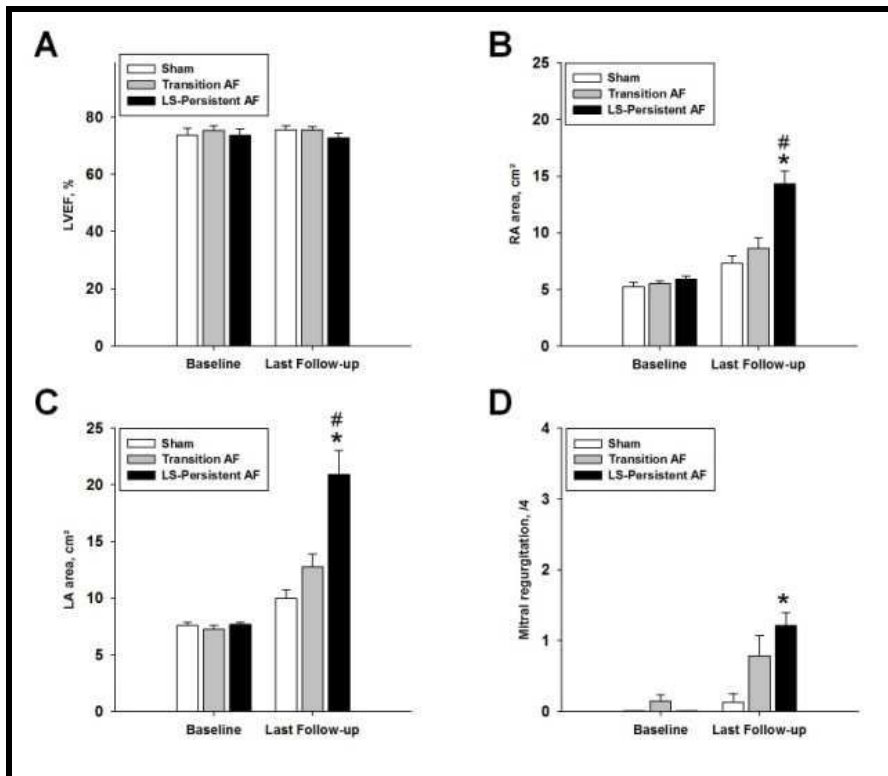 A
Sham
Transition AF
LS-Persistent AF
80
60
40
20
0
LVEF, %
Baseline
Last Follow-up
B
Sham
Transition AF
LS-Persistent AF
25
20
15
10
5
0
RA area, cm²
#
*
Baseline
Last Follow-up
C
Sham
Transition AF
LS-Persistent AF
25
20
15
10
5
0
LA area, cm²
#
*
Baseline
Last Follow-up
D
Sham
Transition AF
LS-Persistent AF
4
3
2
1
0
Mitral regurgitation, /4
*
Baseline
Last Follow-up